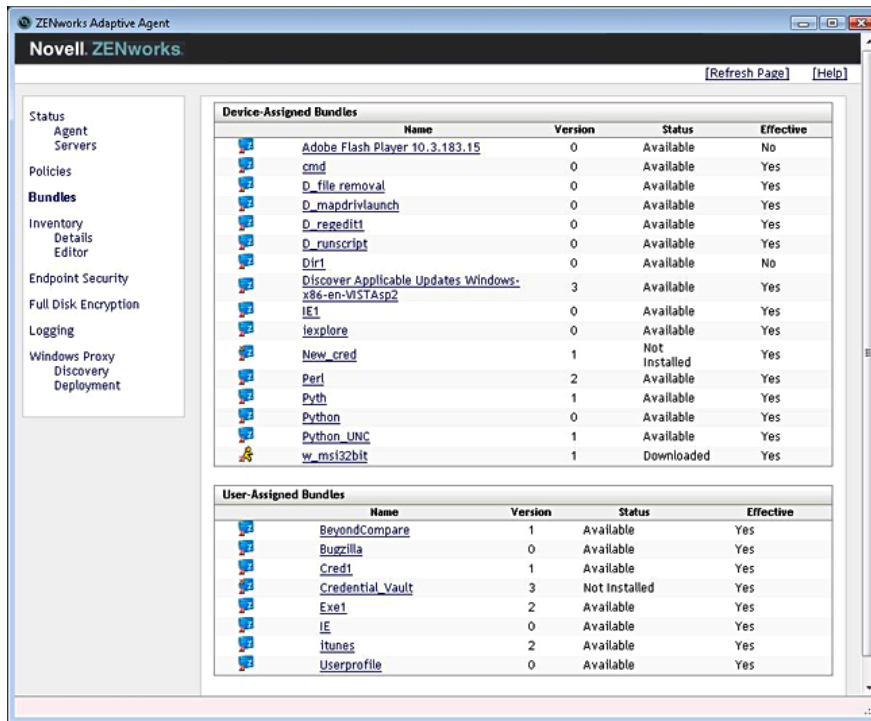 ZENworks Adaptive Agent
Novell. ZENworks.
[Refresh Page] [Help]
Status
Agent
Servers
Policies
Bundles
Inventory
Details
Editor
Endpoint Security
Full Disk Encryption
Logging
Windows Proxy
Discovery
Deployment
Device-Assigned Bundles
Name Version Status Effective
Adobe Flash Player 10.3.183.15 0 Available No
cmd 0 Available Yes
D_file removal 0 Available Yes
D_mapdrivlaunch 0 Available Yes
D_regedit1 0 Available Yes
D_runscript 0 Available Yes
Dir1 0 Available No
Discover Applicable Updates Windows-
x86-en-VISTAsp2 3 Available Yes
IE1 0 Available Yes
iexplore 0 Available Yes
New_cred 1 Not
Installed Yes
Perl 2 Available Yes
Pyth 1 Available Yes
Python 0 Available Yes
Python_UNC 1 Available Yes
w_msi32bit 1 Downloaded Yes
User-Assigned Bundles
Name Version Status Effective
BeyondCompare 1 Available Yes
Bugzilla 0 Available Yes
Cred1 1 Available Yes
Credential_Vault 3 Not Installed Yes
Exe1 2 Available Yes
IE 0 Available Yes
itunes 2 Available Yes
Userprofile 0 Available Yes